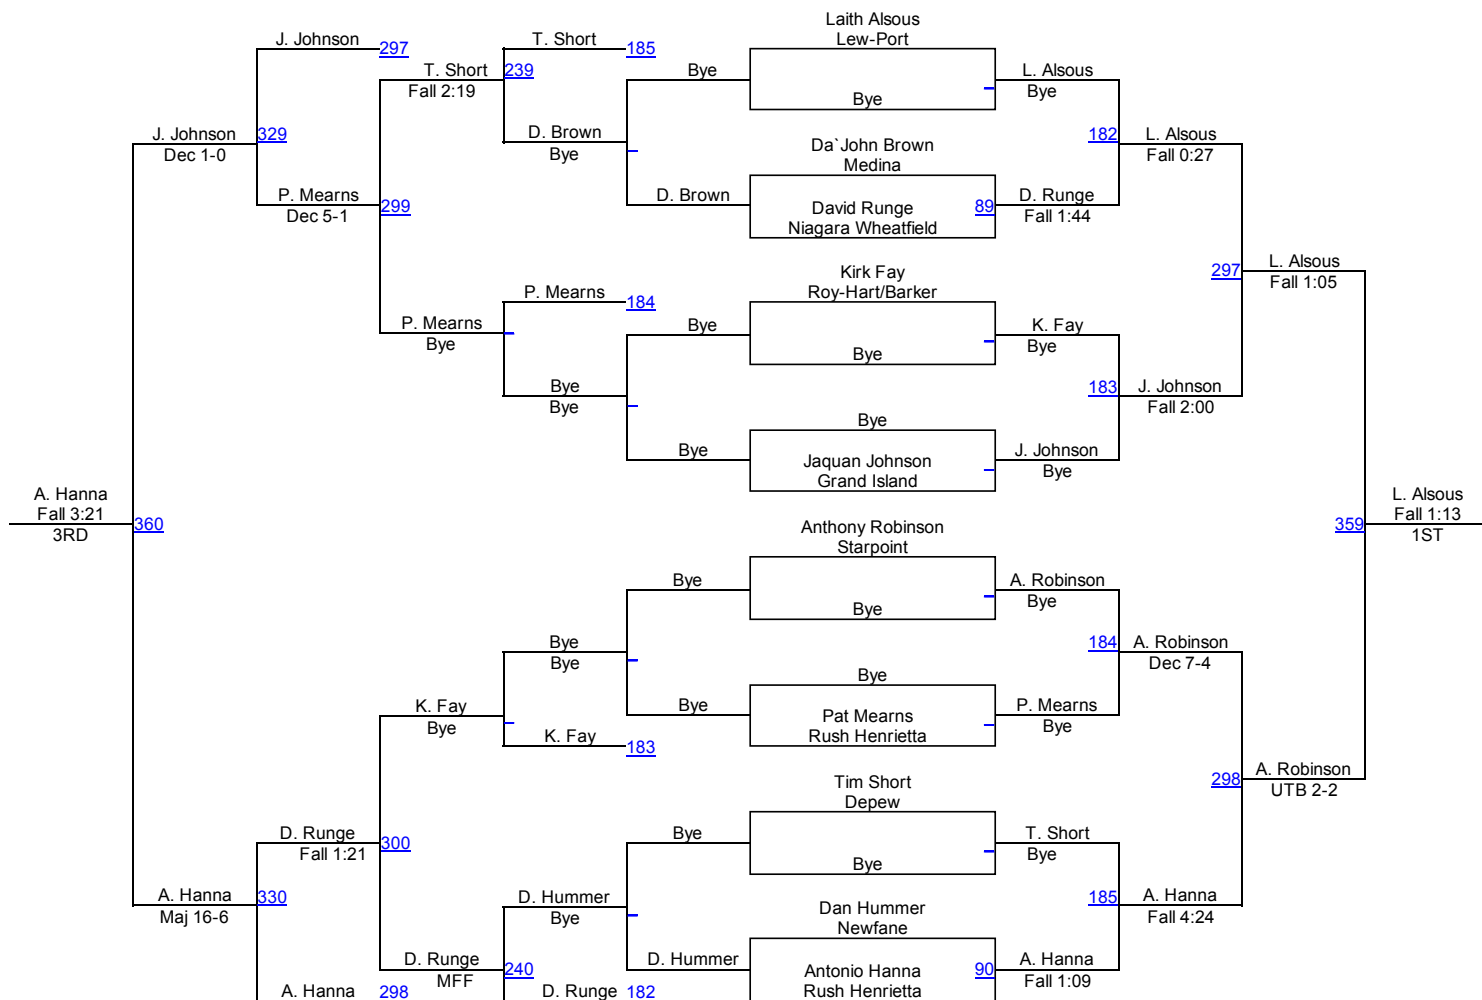 Laith Alsous
J. Johnson 297 T. Short 185 Lew-Port
T. Short 239 Bye L. Alsous
Fall 2:19 Bye Bye
J. Johnson 329 D. Brown Da`John Brown 182 L. Alsous
Dec 1-0 Bye Medina Fall 0:27
P. Mearns 299 D. Brown David Runge 89 D. Runge
Dec 5-1 Niagara Wheatfield Fall 1:44
Kirk Fay 297 L. Alsous
P. Mearns 184 Roy-Hart/Barker Fall 1:05
P. Mearns Bye K. Fay
Bye Bye Bye
Bye 183 J. Johnson
Bye Bye Fall 2:00
Bye Jaquan Johnson J. Johnson
Grand Island Bye
A. Hanna L. Alsous
Fall 3:21 360 Anthony Robinson 359 Fall 1:13
3RD Starpoint 1ST
Bye A. Robinson
Bye Bye
Bye 184 A. Robinson
Bye Bye Dec 7-4
K. Fay Bye Pat Mearns P. Mearns
Bye K. Fay 183 Rush Henrietta Bye
Tim Short 298 A. Robinson
Depew UTB 2-2
D. Runge 300 Bye T. Short
Fall 1:21 Bye Bye
A. Hanna 330 D. Hummer Dan Hummer 185 A. Hanna
Maj 16-6 Bye Newfane Fall 4:24
D. Runge 240 D. Hummer Antonio Hanna 90 A. Hanna
MFF Rush Henrietta Fall 1:09
A. Hanna 298 D. Runge 182